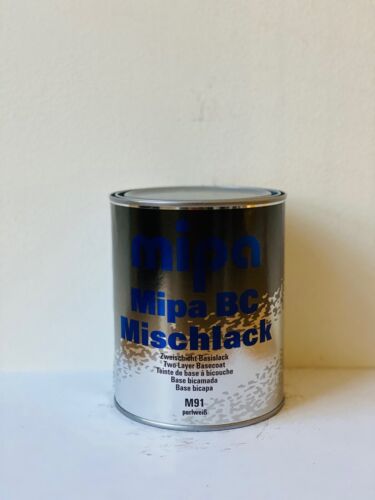 mipa
Mipa BC
Mischlack
Zweischicht-Basislack
Two-Layer Basecoat
Teinte de base à bicouche
Base bicamada
Base bicapa
M91
perlweiß